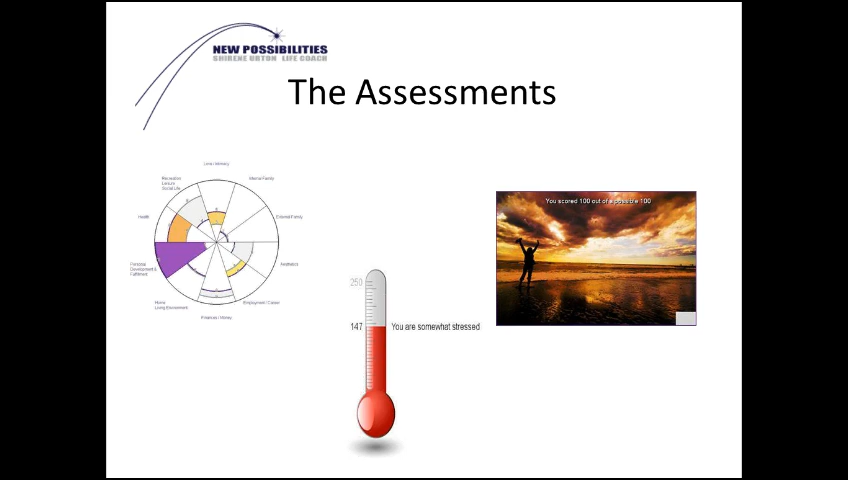 NEW POSSIBILITIES
SHIRENE ORTON LIFE COACH
The Assessments
Love / Intimacy
Recreation
Leisure
Social Life
Internal Family
Health
External Family
Personal
Development &
Fulfillment
Aesthetics
Home
Living Environment
Employment / Career
Finances / Money
You scored 100 out of a possible 100
250
147
You are somewhat stressed